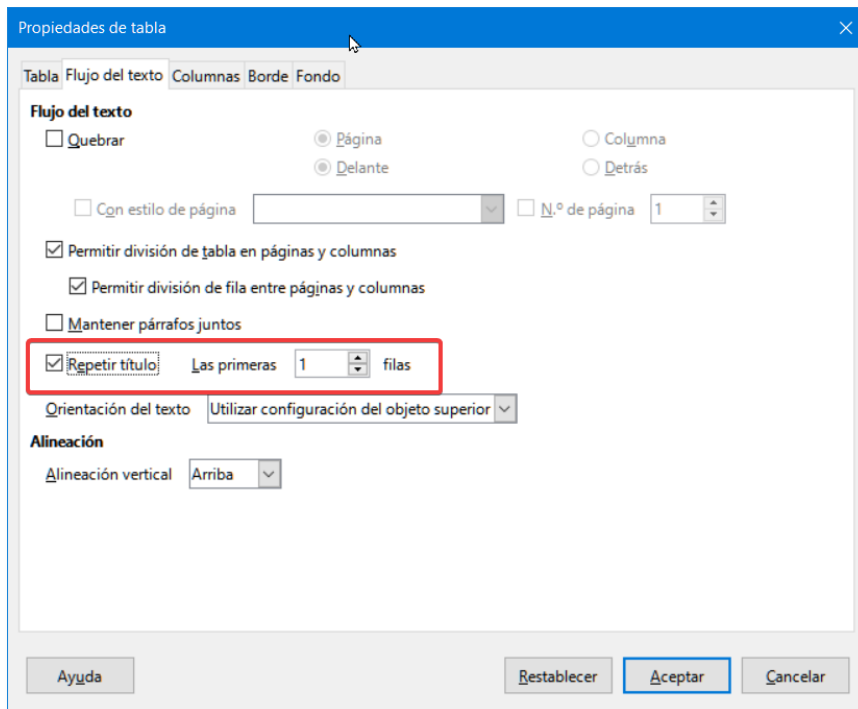 Propiedades de tabla
Tabla Flujo del texto Columnas Borde Fondo
Flujo del texto
Quebrar Página Columna
Delante Detrás
Con estilo de página N.º de página 1
Permitir división de tabla en páginas y columnas
Permitir división de fila entre páginas y columnas
Mantener párrafos juntos
Repetir título Las primeras 1 filas
Orientación del texto Utilizar configuración del objeto superior
Alineación
Alineación vertical Arriba
Ayuda Restablecer Aceptar Cancelar